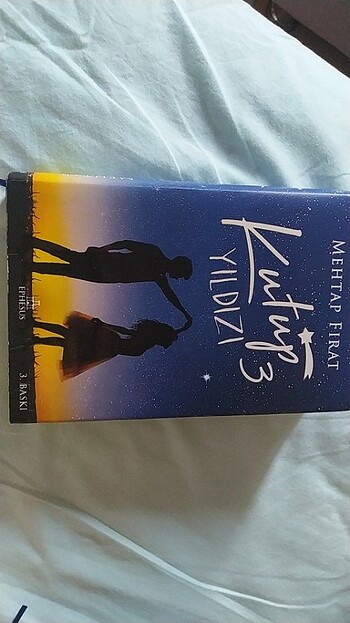 MEHTAP FIRAT
Kutup
YILDIZI 3
EPHESUS
3. BASKI